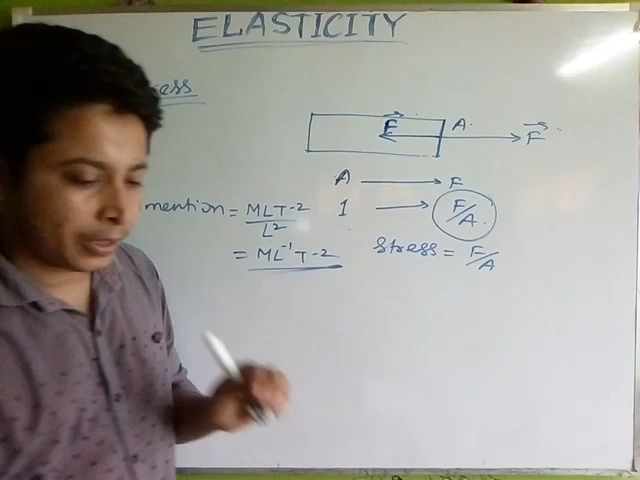 ELASTICITY
ess
F A F
A → F
mention = MLT-2 / L² 1 → F/A
= ML⁻¹T-2 Stress = F/A